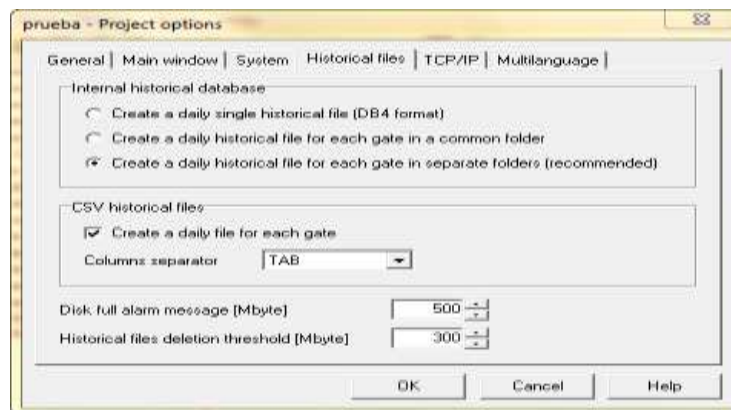 prueba - Project options
General | Main window | System | Historical files | TCP/IP | Multilanguage |
Internal historical database
Create a daily single historical file (DB4 format)
Create a daily historical file for each gate in a common folder
Create a daily historical file for each gate in separate folders (recommended)
CSV historical files
Create a daily file for each gate
Columns separator TAB
Disk full alarm message [Mbyte] 500
Historical files deletion threshold [Mbyte] 300
OK Cancel Help